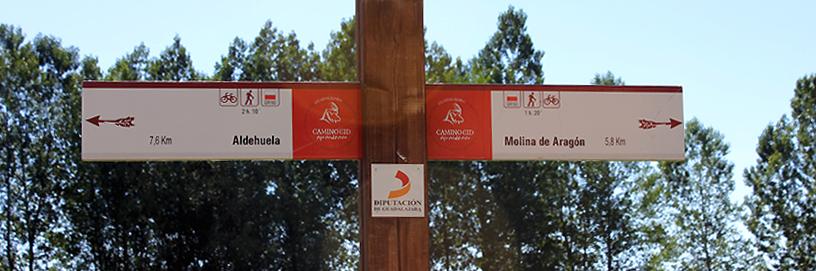 2 h. 10'
7,6 Km
Aldehuela
CAMINO CID
1 h. 20'
CAMINO CID
Molina de Aragón
5,8 Km
DIPUTACIÓN
DE GUADALAJARA